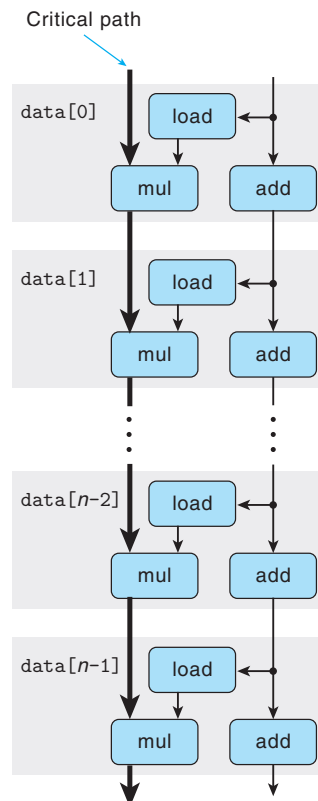 Critical path
data[0]
load
mul
add
data[1]
load
mul
add
data[n-2]
load
mul
add
data[n-1]
load
mul
add